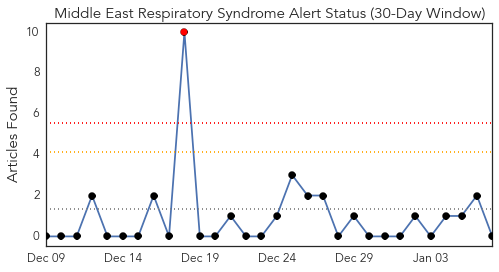 Middle East Respiratory Syndrome Alert Status (30-Day Window)
Articles Found
10
8
6
4
2
0
Dec 09 Dec 14 Dec 19 Dec 24 Dec 29 Jan 03